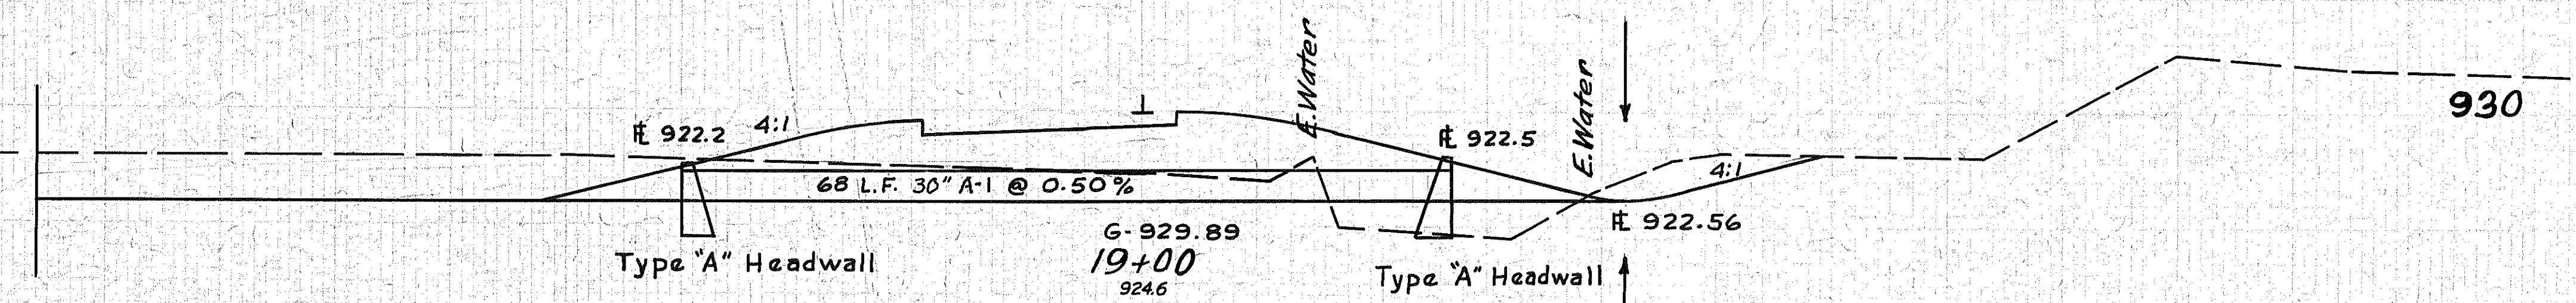 E.Water
E.Water
930
℄ 922.2
4:1
℄ 922.5
4:1
68 L.F. 30" A-1 @ 0.50%
℄ 922.56
G-929.89
Type "A" Headwall
19+00
Type "A" Headwall
924.6